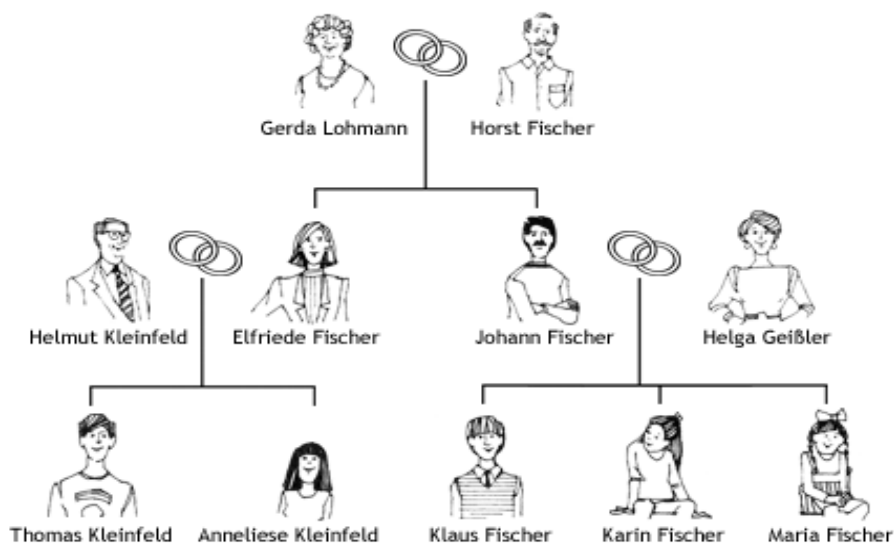 Gerda Lohmann
Horst Fischer
Helmut Kleinfeld
Elfriede Fischer
Johann Fischer
Helga Geißler
Thomas Kleinfeld
Anneliese Kleinfeld
Klaus Fischer
Karin Fischer
Maria Fischer